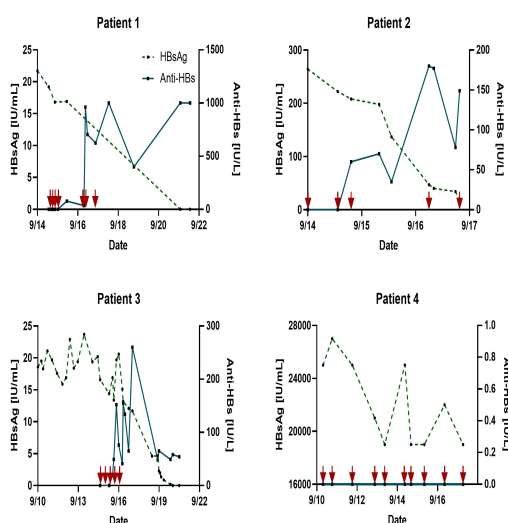 Patient 1
HBsAg [IU/mL]
25
20
15
10
5
0
HBsAg
Anti-HBs
1500
1000
500
0
Anti-HBs [IU/L]
9/14 9/16 9/18 9/20 9/22
Date
Patient 2
HBsAg [IU/mL]
300
200
100
0
200
150
100
50
0
Anti-HBs [IU/L]
9/14 9/15 9/16 9/17
Date
Patient 3
HBsAg [IU/mL]
25
20
15
10
5
0
300
200
100
0
Anti-HBs [IU/L]
9/10 9/13 9/16 9/19 9/22
Date
Patient 4
HBsAg [IU/mL]
28000
25000
22000
19000
16000
1.0
0.8
0.6
0.4
0.2
0.0
Anti-HBs [IU/L]
9/10 9/12 9/14 9/16
Date